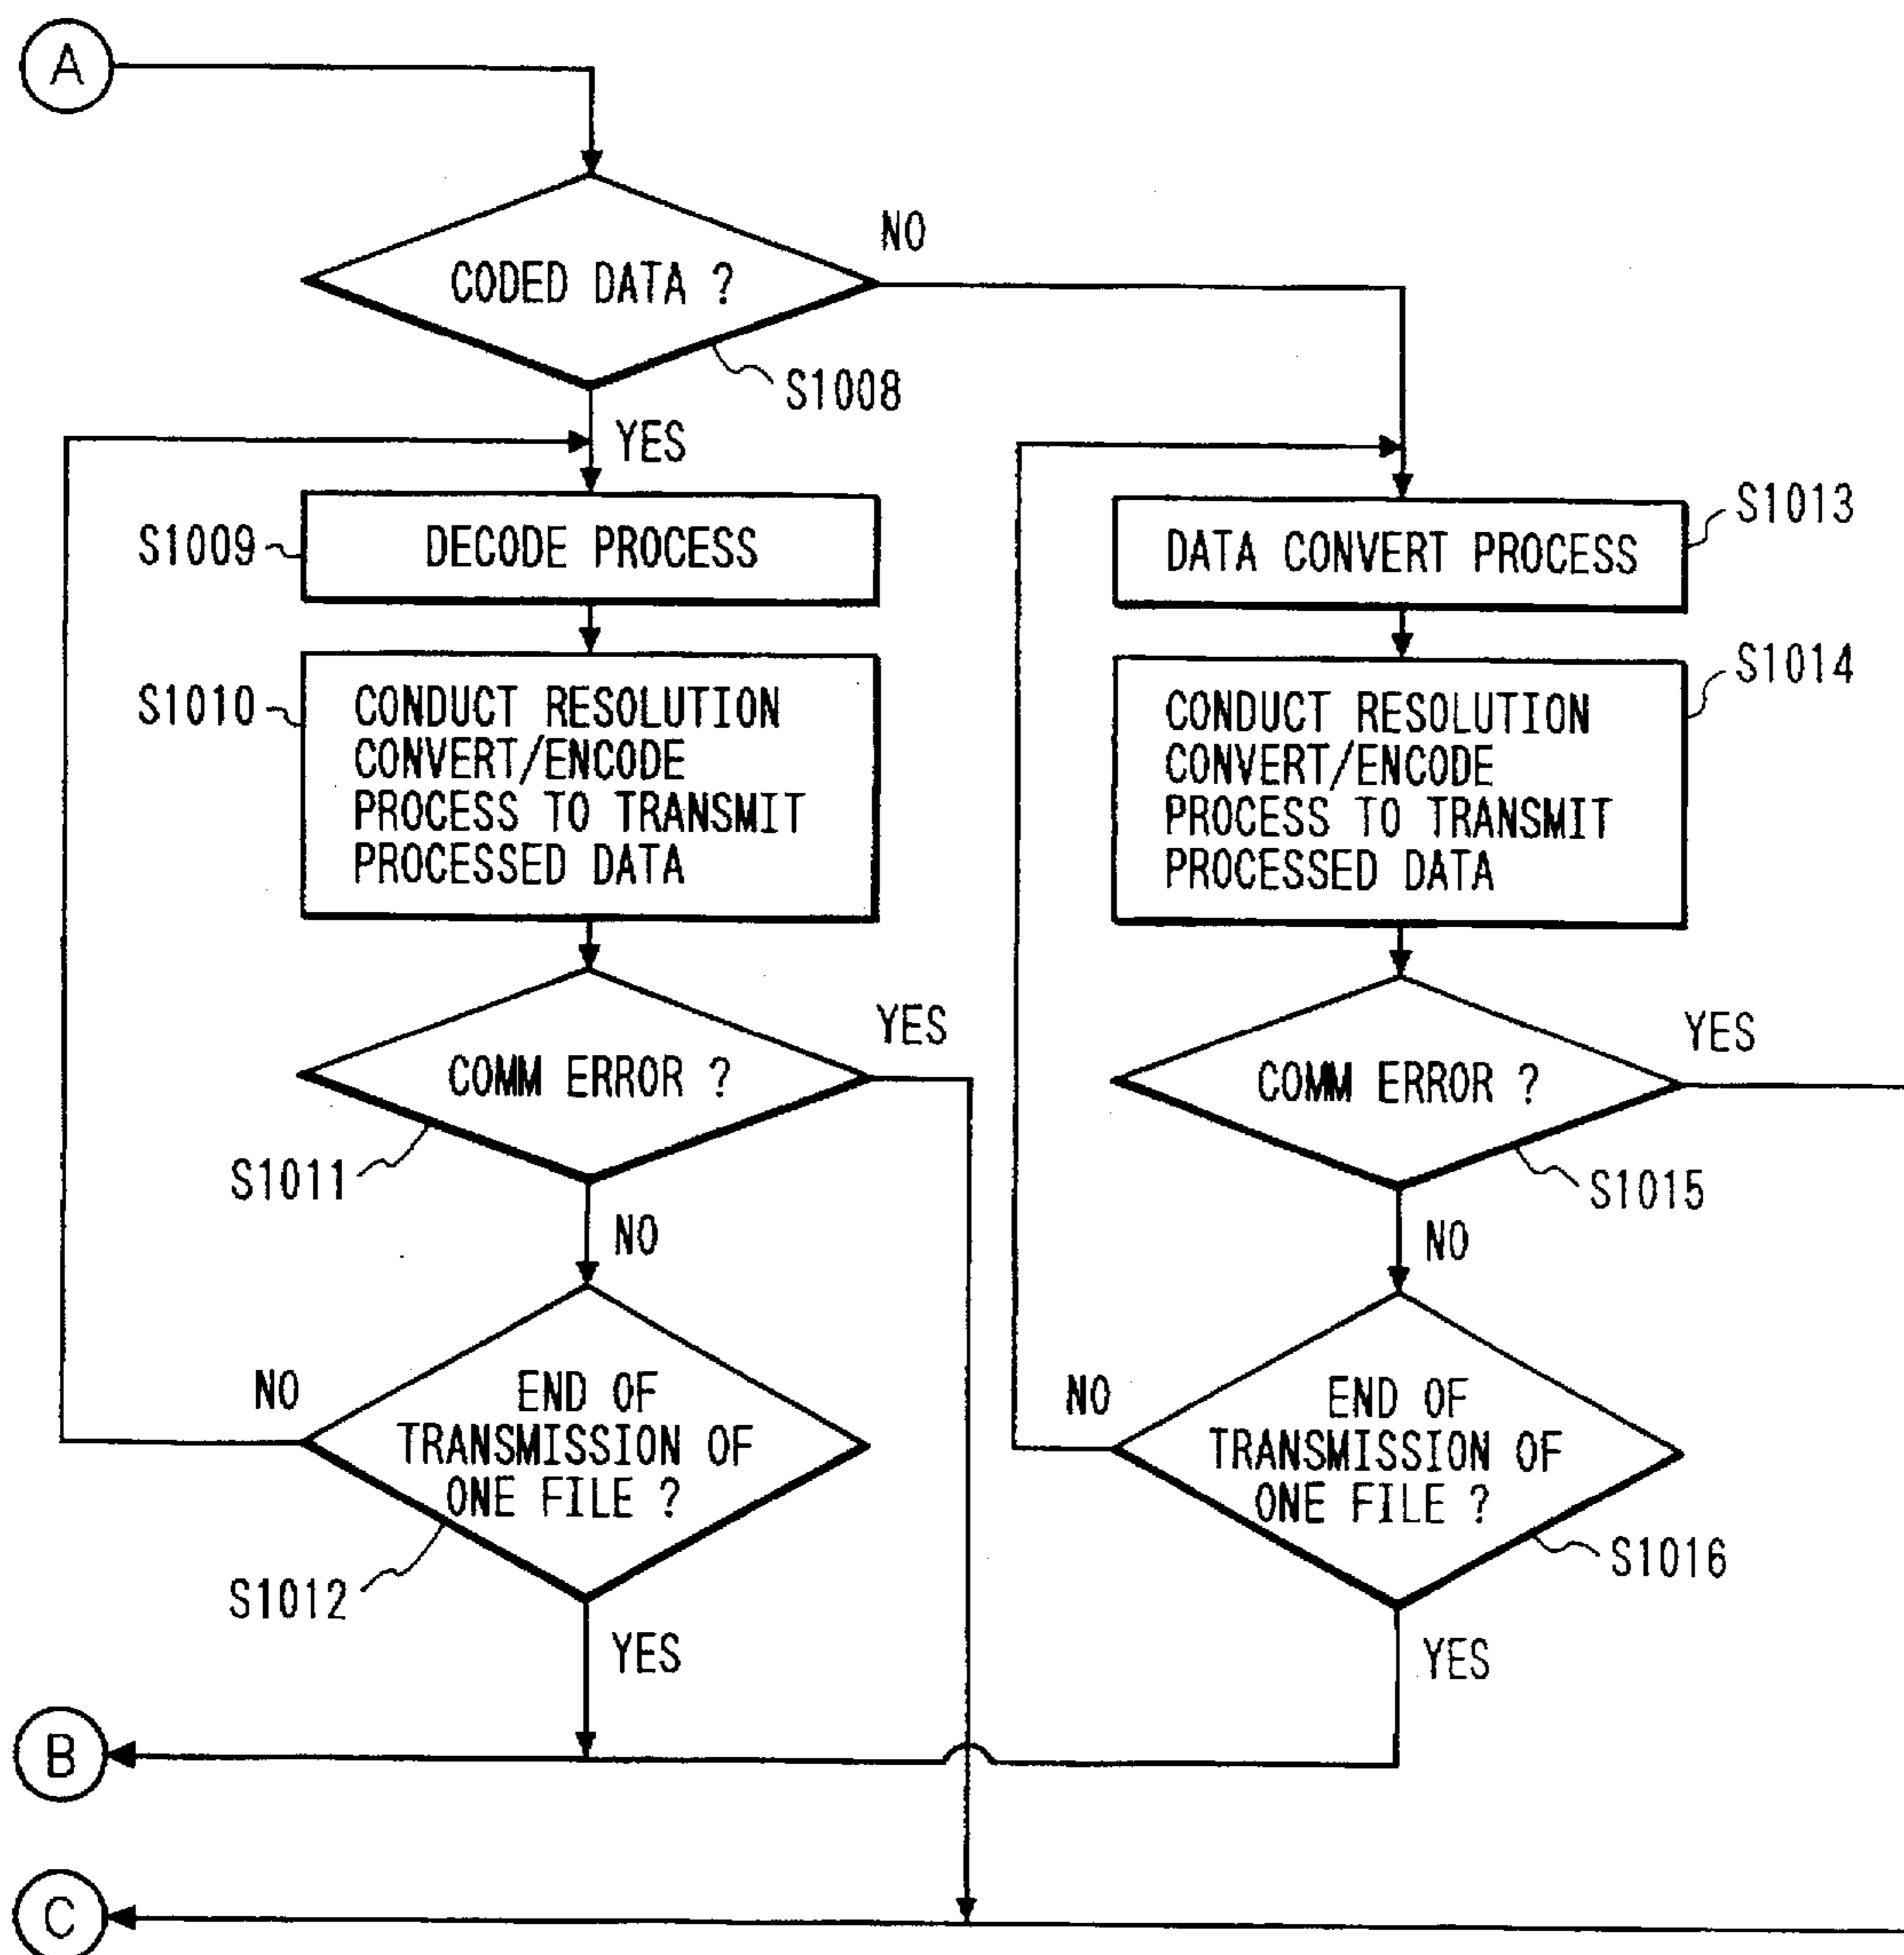 A
CODED DATA ?
NO
S1008
YES
S1009
DECODE PROCESS
S1010
CONDUCT RESOLUTION
CONVERT/ENCODE
PROCESS TO TRANSMIT
PROCESSED DATA
COMM ERROR ?
YES
S1011
NO
NO
END OF
TRANSMISSION OF
ONE FILE ?
S1012
YES
DATA CONVERT PROCESS
S1013
CONDUCT RESOLUTION
CONVERT/ENCODE
PROCESS TO TRANSMIT
PROCESSED DATA
S1014
COMM ERROR ?
YES
S1015
NO
NO
END OF
TRANSMISSION OF
ONE FILE ?
S1016
YES
B
C